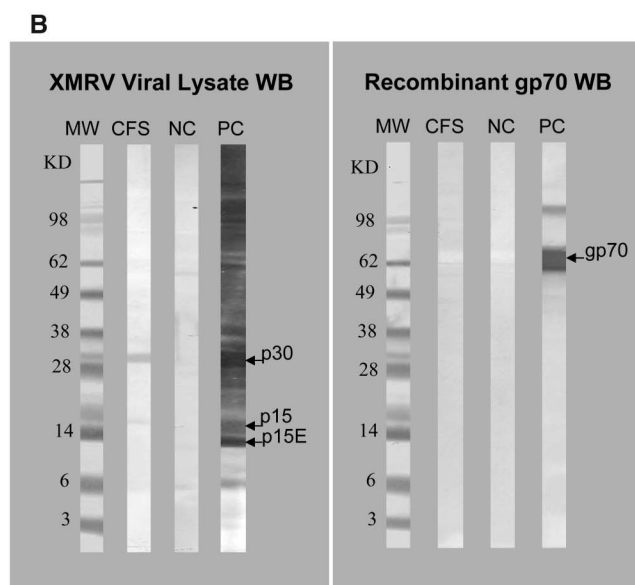 B
XMRV Viral Lysate WB
MW CFS NC PC
KD
98
62
49
38
28
14
6
3
p30
p15
p15E
Recombinant gp70 WB
MW CFS NC PC
KD
98
62
49
38
28
14
6
3
gp70